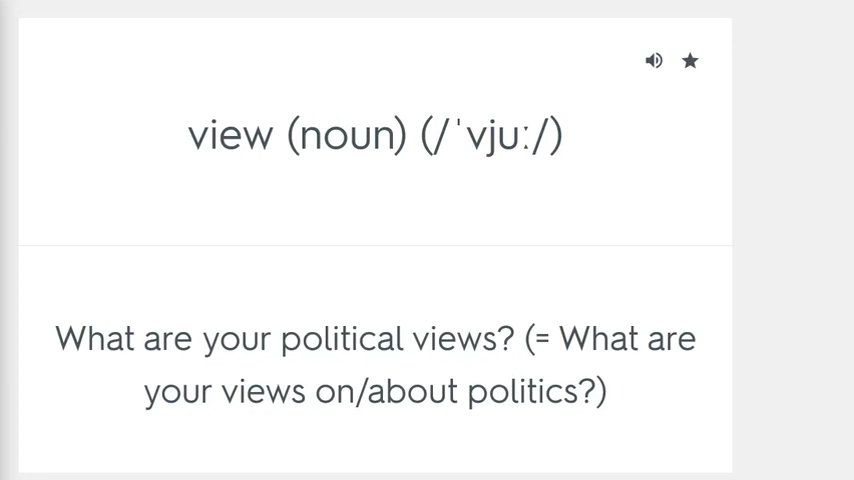 view (noun) (/ˈvjuː/)
What are your political views? (= What are
your views on/about politics?)